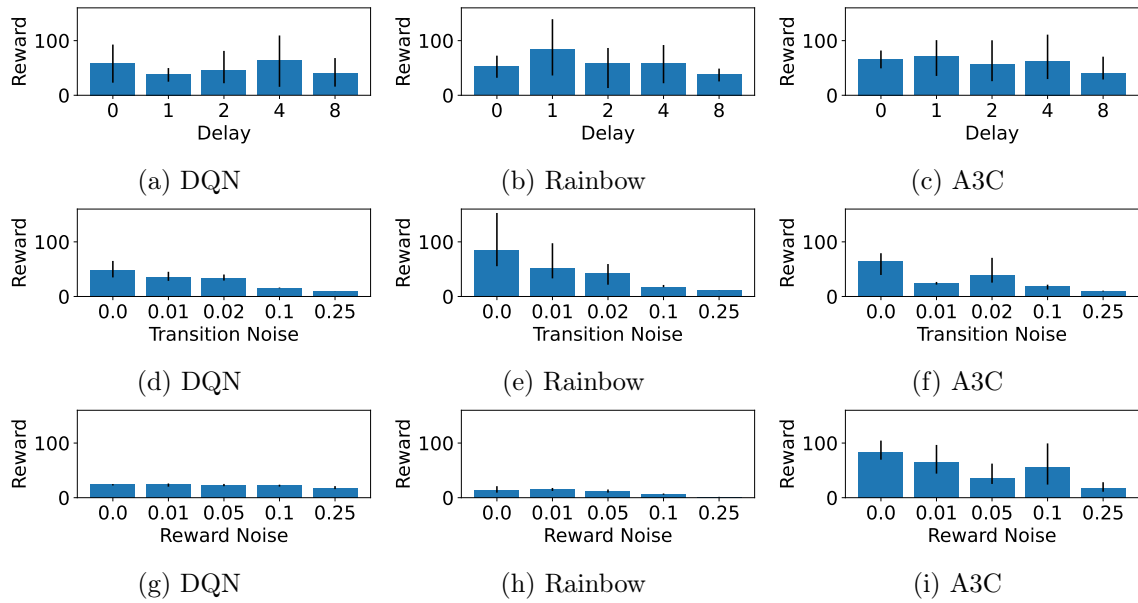 Reward
100
0
0 1 2 4 8
Delay
(a) DQN
Reward
100
0
0 1 2 4 8
Delay
(b) Rainbow
Reward
100
0
0 1 2 4 8
Delay
(c) A3C
Reward
100
0
0.0 0.01 0.02 0.1 0.25
Transition Noise
(d) DQN
Reward
100
0
0.0 0.01 0.02 0.1 0.25
Transition Noise
(e) Rainbow
Reward
100
0
0.0 0.01 0.02 0.1 0.25
Transition Noise
(f) A3C
Reward
100
0
0.0 0.01 0.05 0.1 0.25
Reward Noise
(g) DQN
Reward
100
0
0.0 0.01 0.05 0.1 0.25
Reward Noise
(h) Rainbow
Reward
100
0
0.0 0.01 0.05 0.1 0.25
Reward Noise
(i) A3C